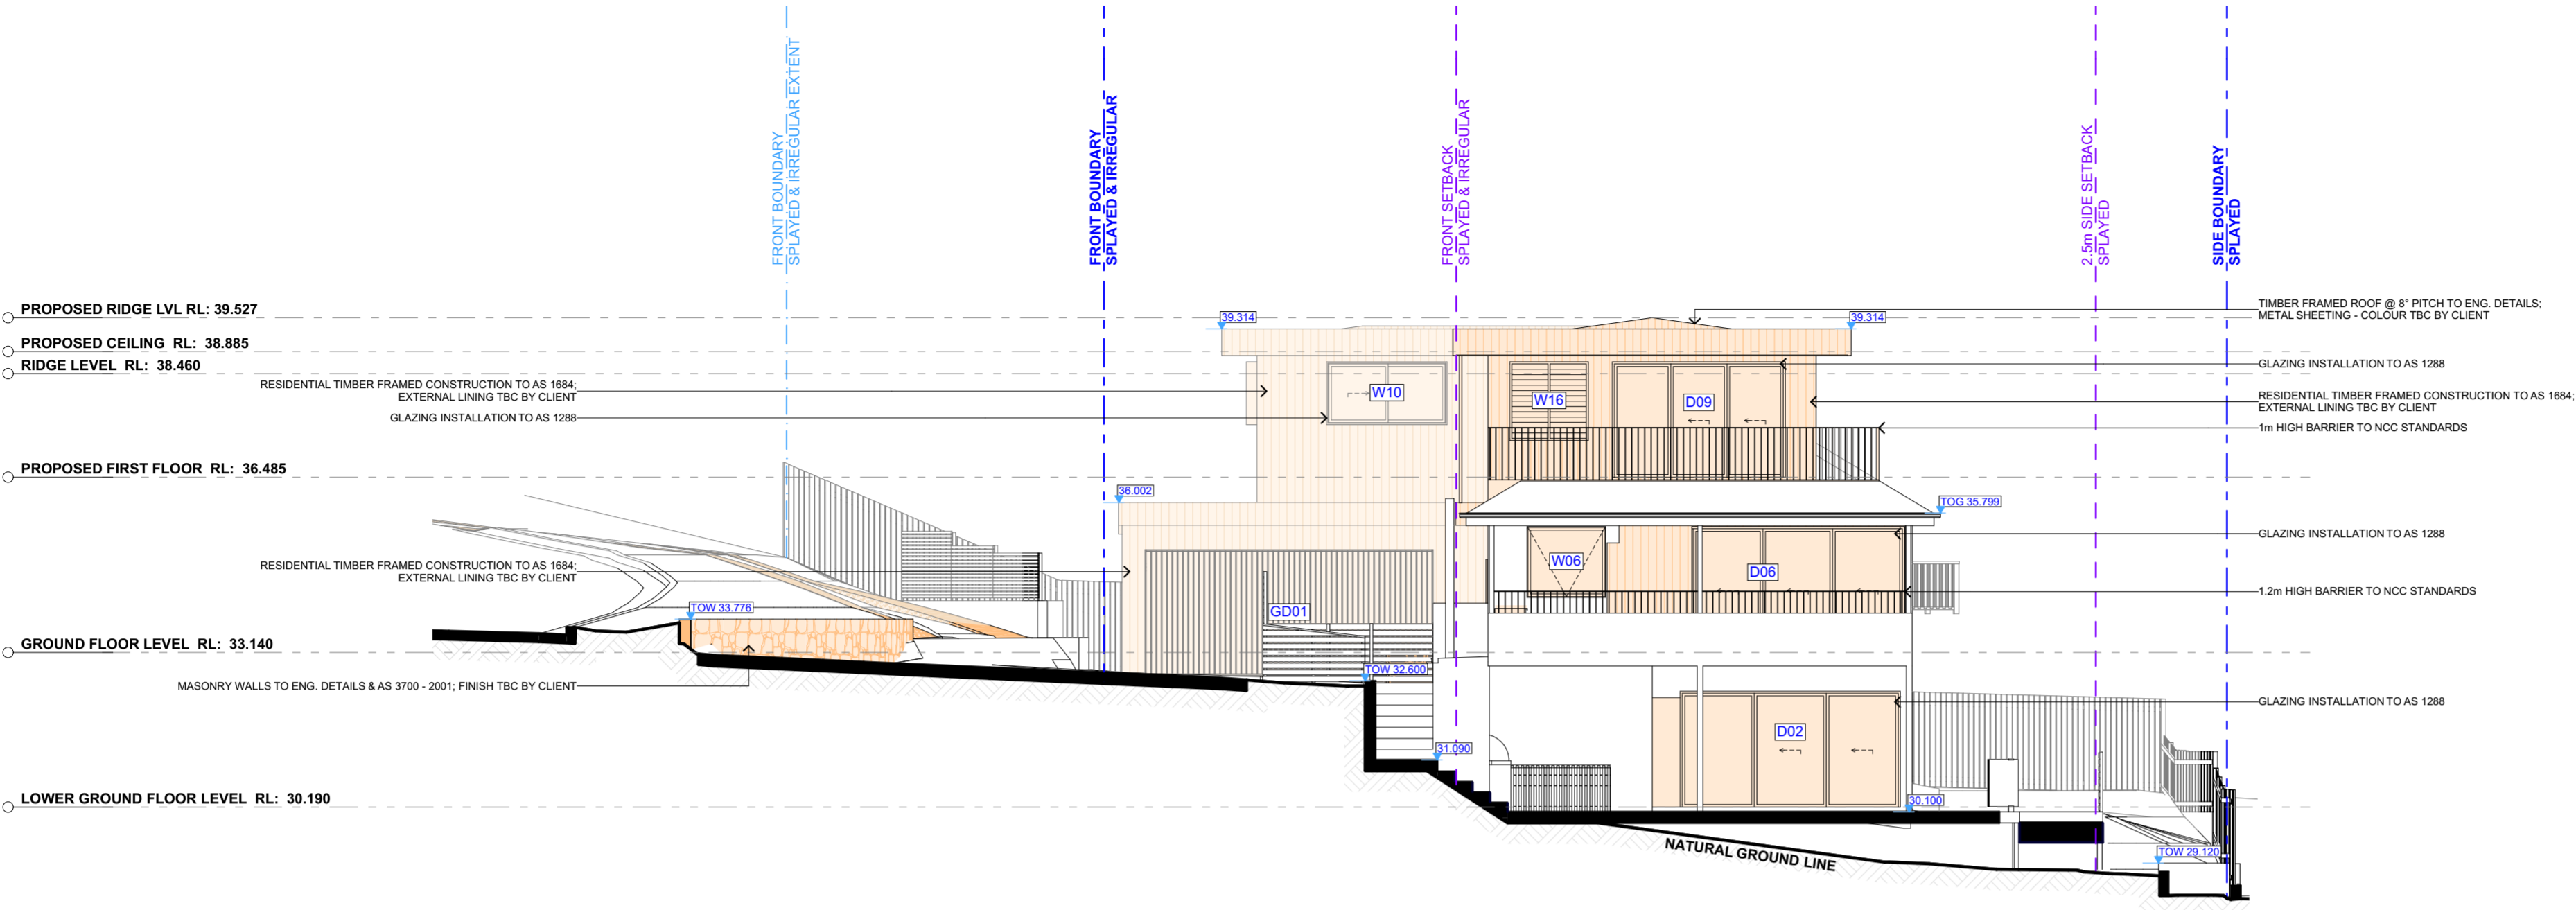 FRONT BOUNDARY
SPLAYED & IRREGULAR EXTENT
FRONT BOUNDARY
SPLAYED & IRREGULAR
FRONT SETBACK
SPLAYED & IRREGULAR
2.5m SIDE SETBACK
SPLAYED
SIDE BOUNDARY
SPLAYED
PROPOSED RIDGE LVL RL: 39.527
PROPOSED CEILING RL: 38.885
RIDGE LEVEL RL: 38.460
RESIDENTIAL TIMBER FRAMED CONSTRUCTION TO AS 1684;
EXTERNAL LINING TBC BY CLIENT
GLAZING INSTALLATION TO AS 1288
PROPOSED FIRST FLOOR RL: 36.485
RESIDENTIAL TIMBER FRAMED CONSTRUCTION TO AS 1684;
EXTERNAL LINING TBC BY CLIENT
GROUND FLOOR LEVEL RL: 33.140
MASONRY WALLS TO ENG. DETAILS & AS 3700 - 2001; FINISH TBC BY CLIENT
LOWER GROUND FLOOR LEVEL RL: 30.190
39.314
39.314
W10
W16
D09
36.002
TOG 35.799
W06
D06
TOW 33.776
GD01
TOW 32.600
31.090
D02
30.100
TOW 29.120
NATURAL GROUND LINE
TIMBER FRAMED ROOF @ 8° PITCH TO ENG. DETAILS;
METAL SHEETING - COLOUR TBC BY CLIENT
GLAZING INSTALLATION TO AS 1288
RESIDENTIAL TIMBER FRAMED CONSTRUCTION TO AS 1684;
EXTERNAL LINING TBC BY CLIENT
1m HIGH BARRIER TO NCC STANDARDS
GLAZING INSTALLATION TO AS 1288
1.2m HIGH BARRIER TO NCC STANDARDS
GLAZING INSTALLATION TO AS 1288